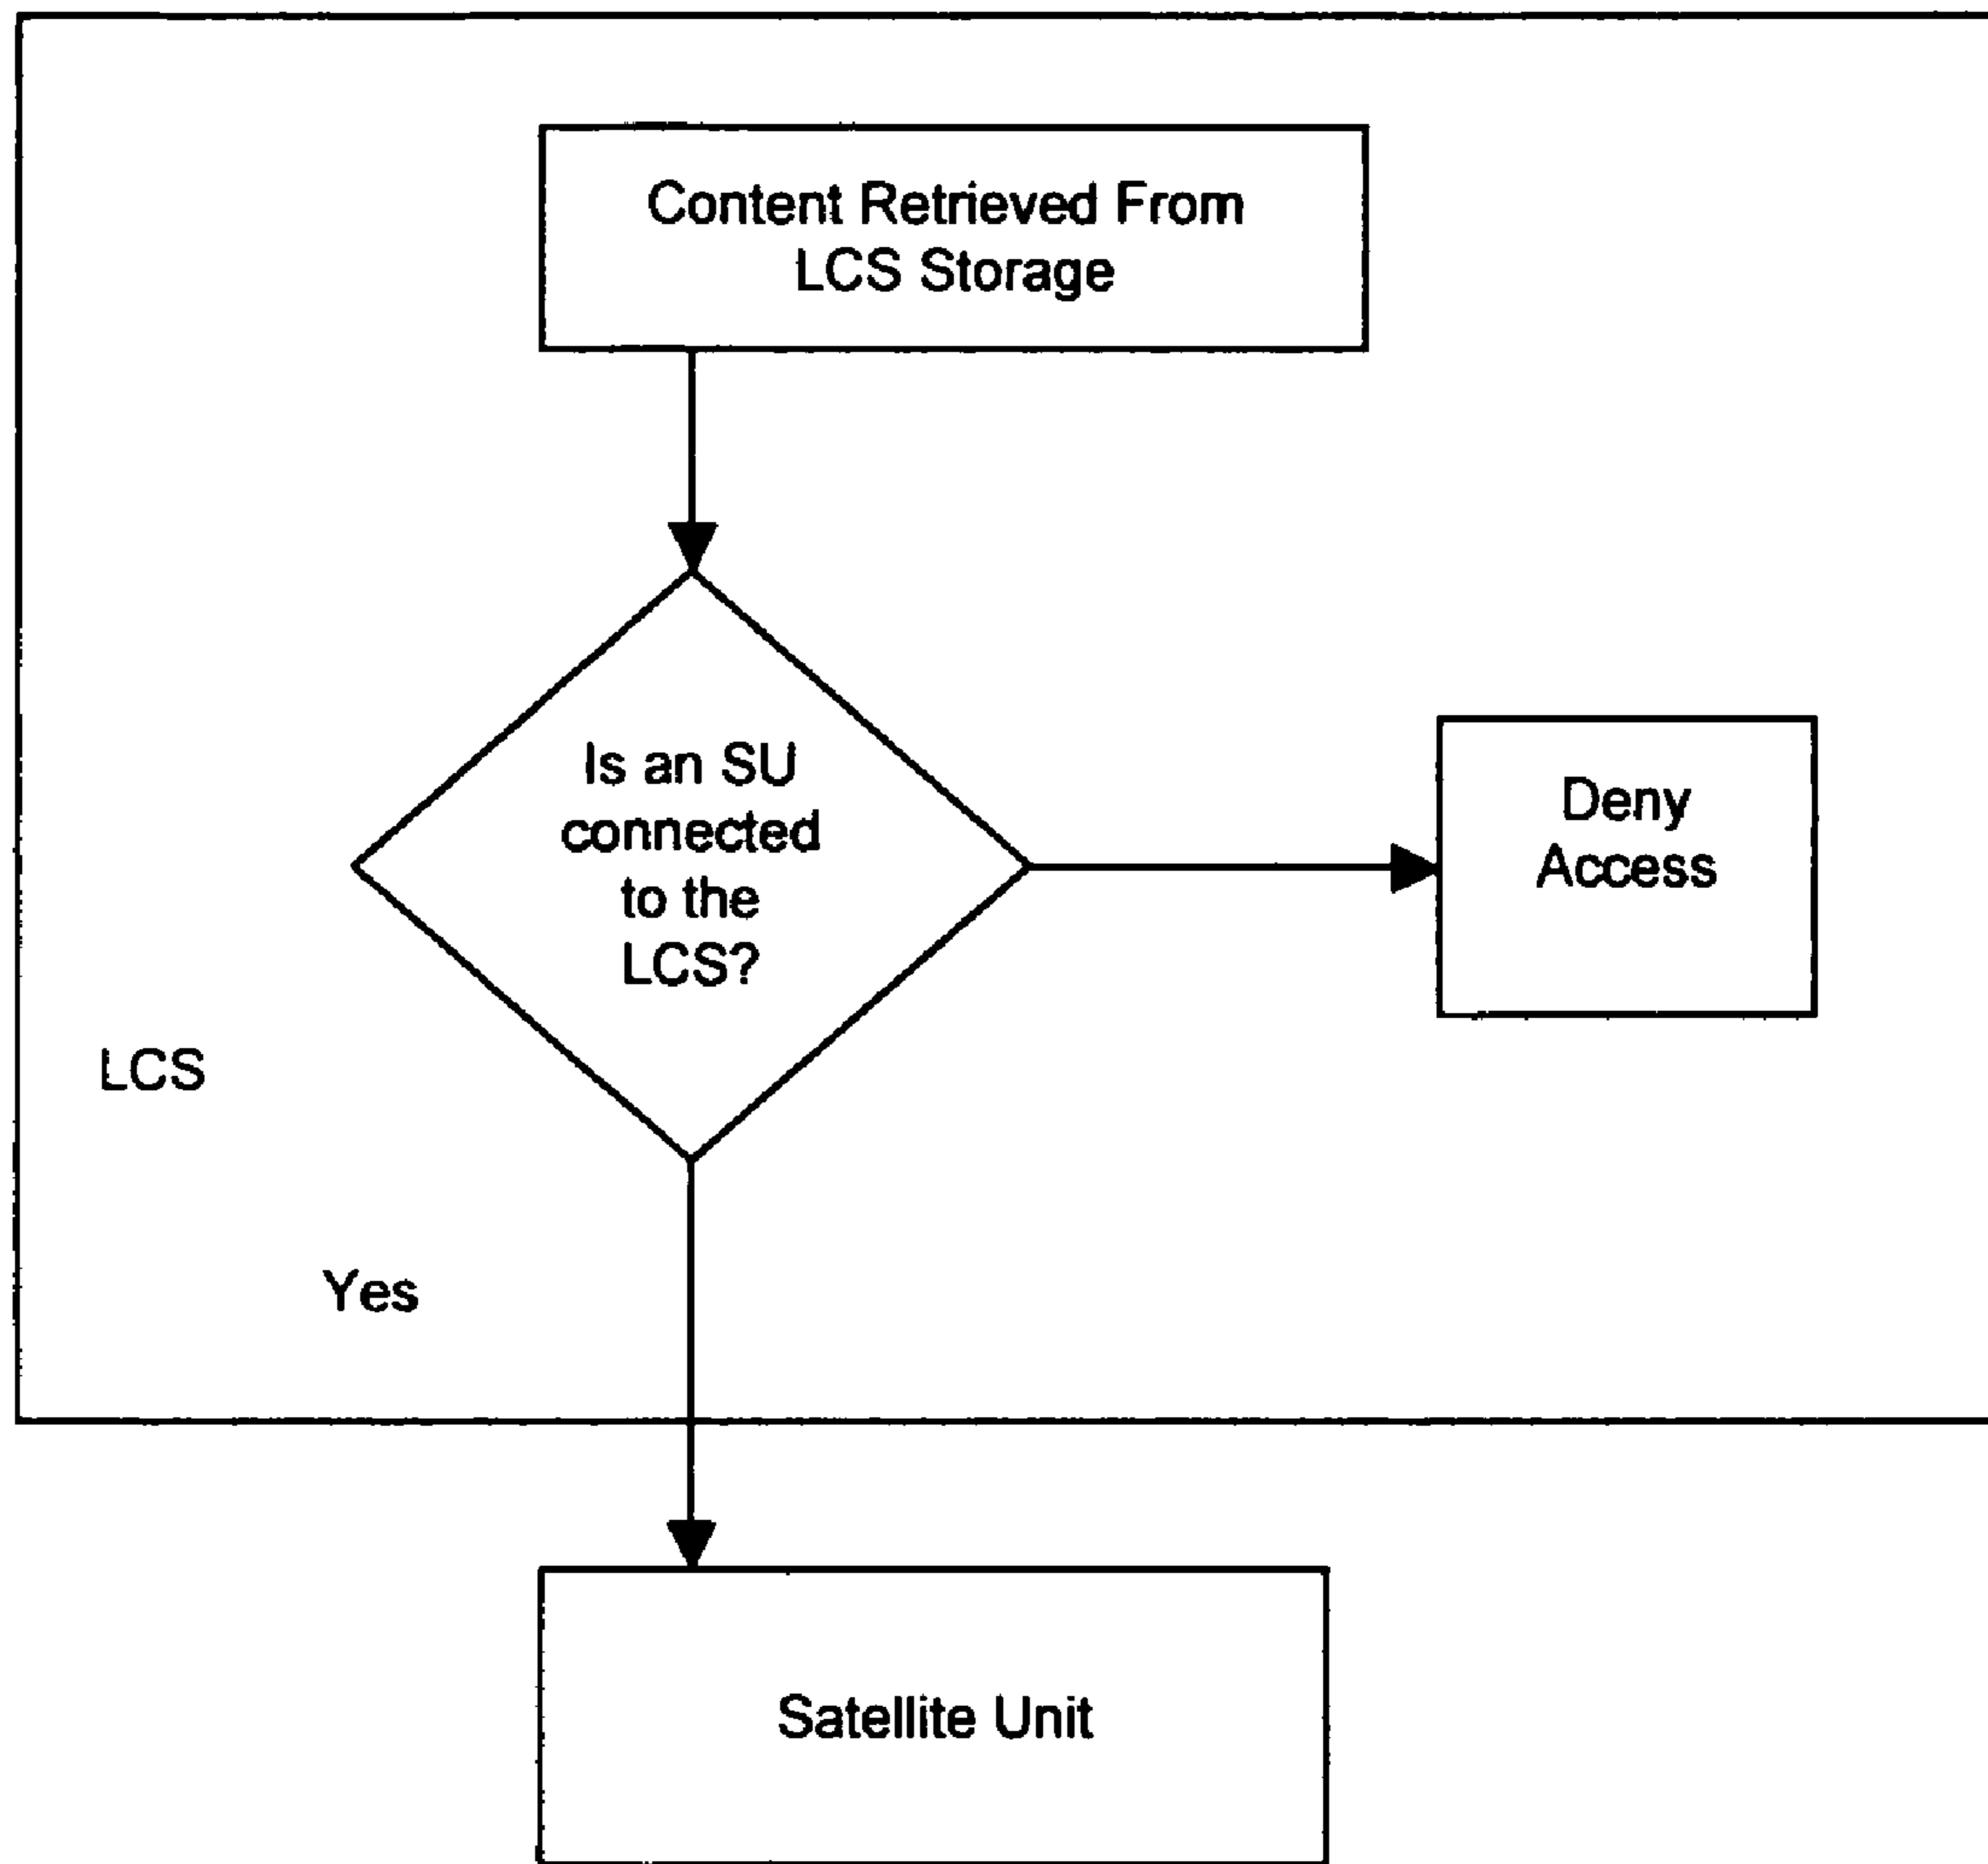 Content Retrieved From
LCS Storage
Is an SU
connected
to the
LCS?
Deny
Access
LCS
Yes
Satellite Unit